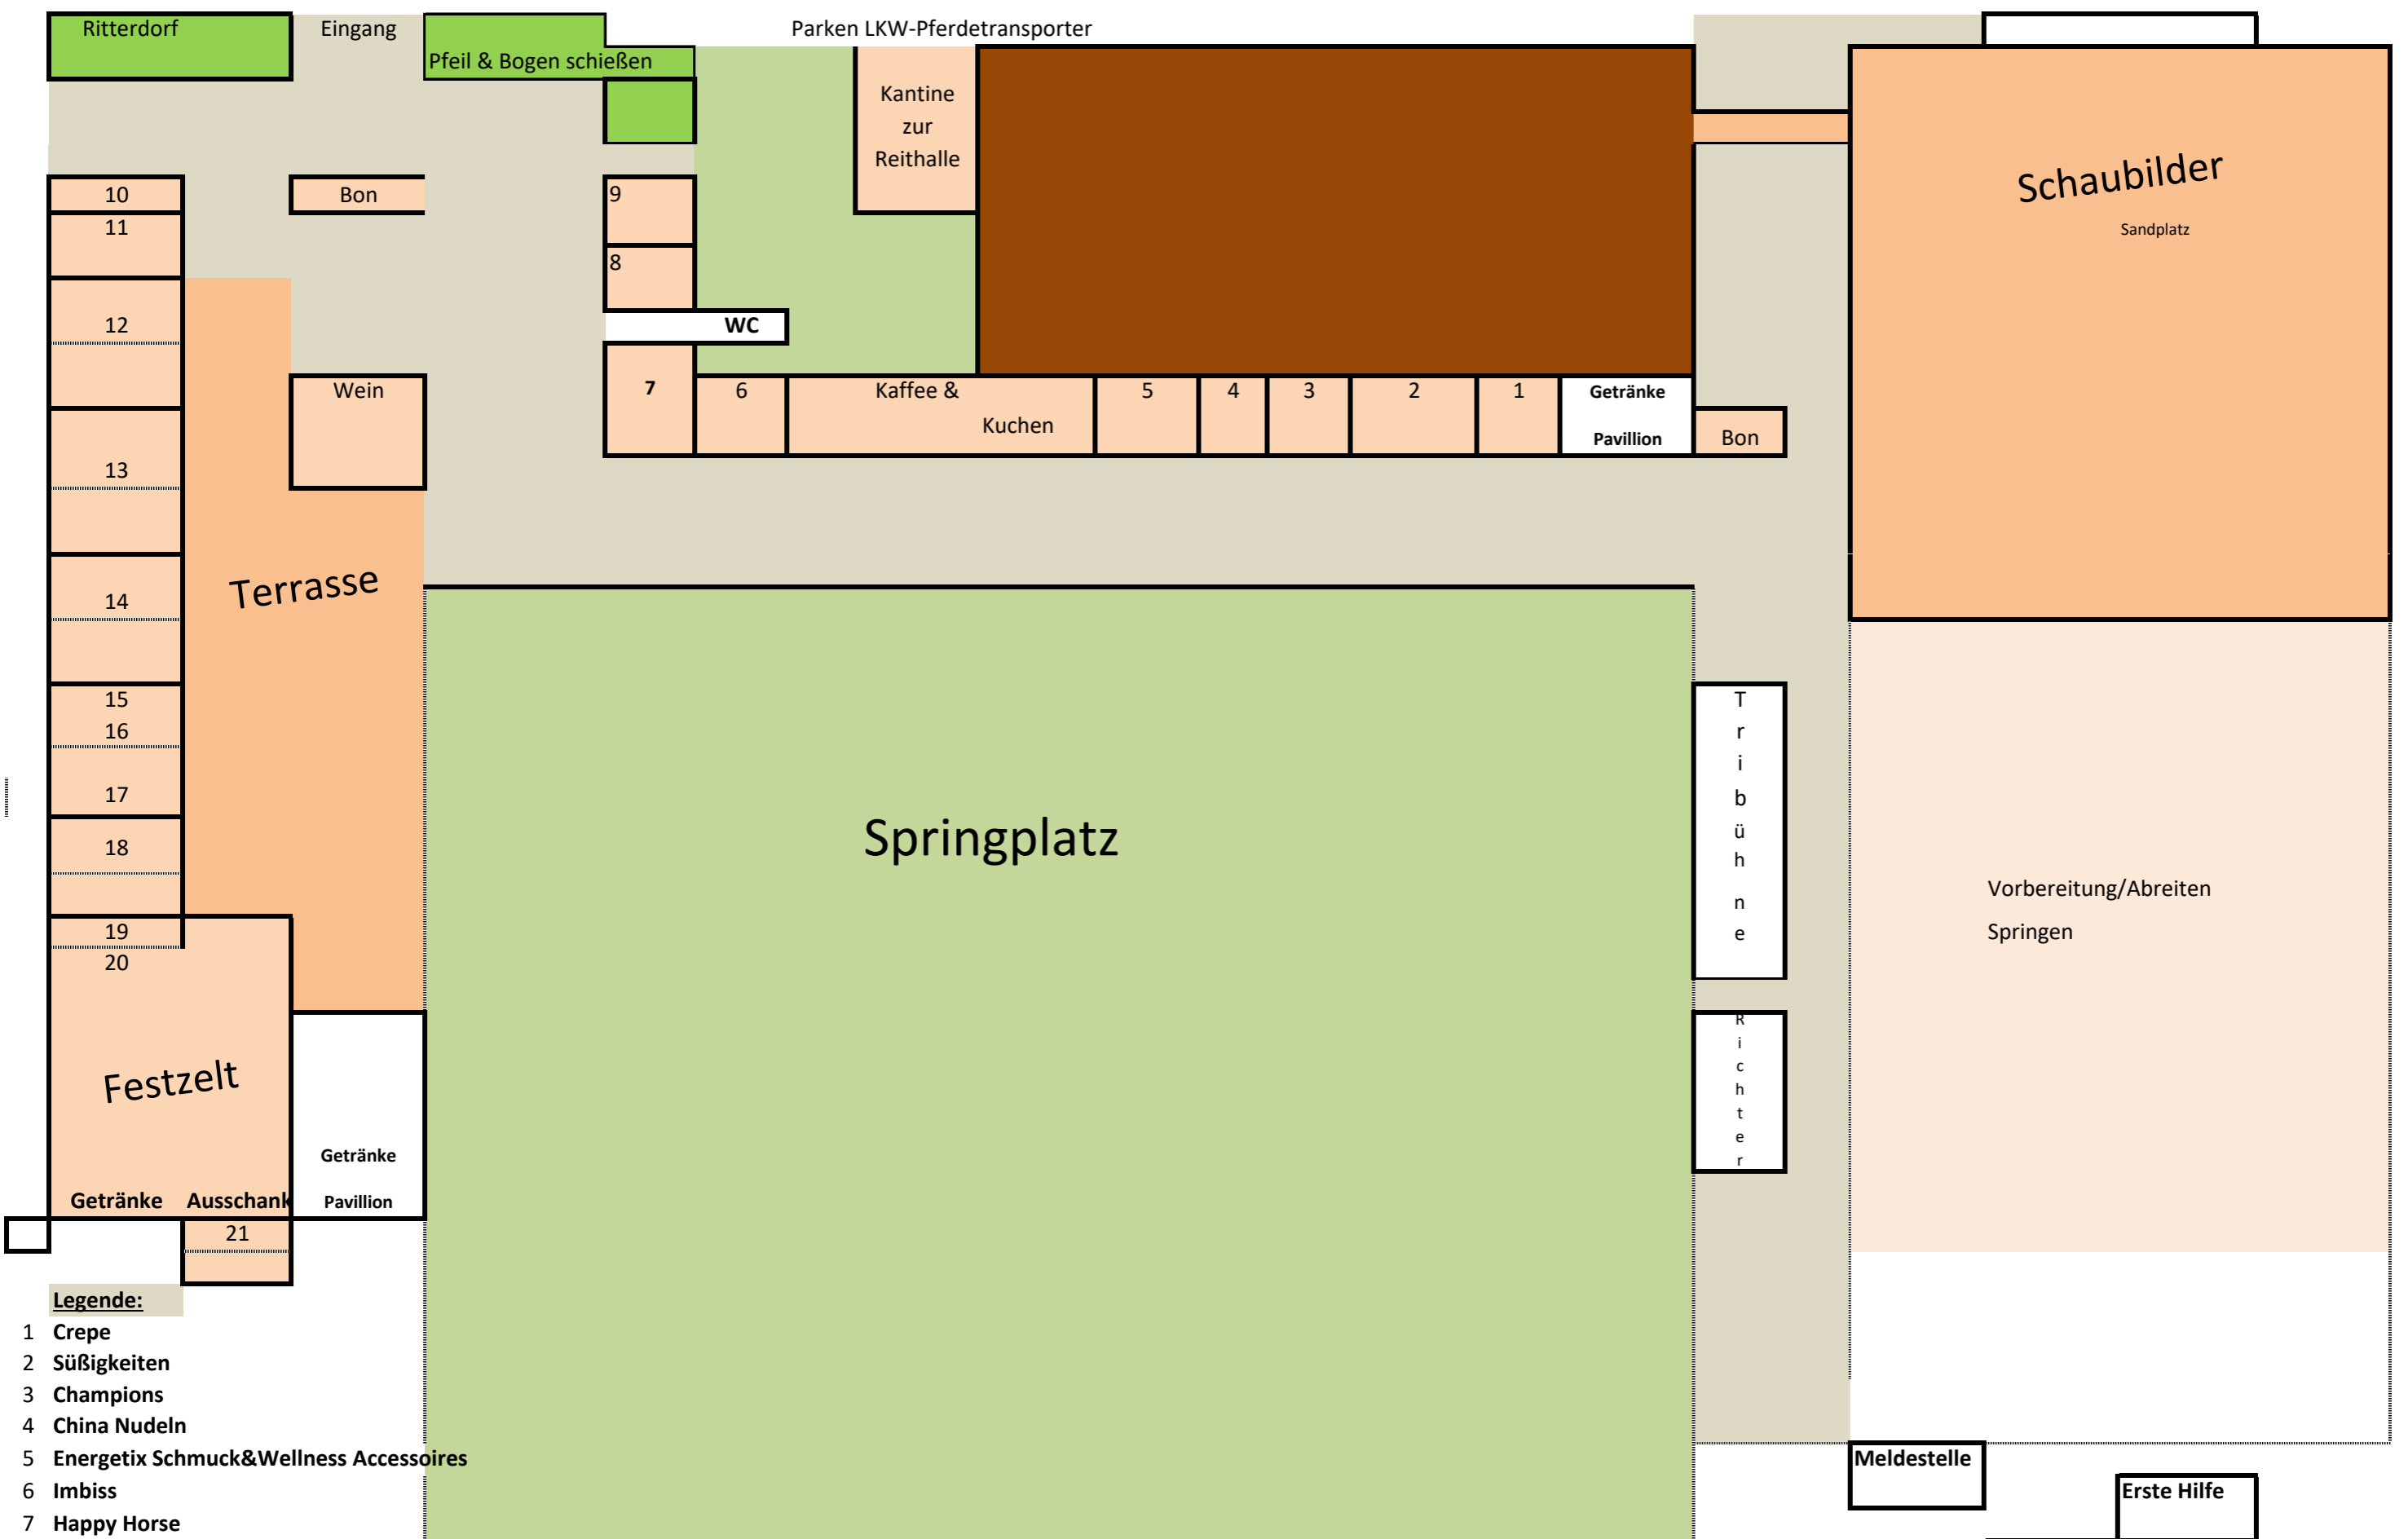 Ritterdorf
Eingang
Parken LKW-Pferdetransporter
Pfeil & Bogen schießen
Kantine
zur
Reithalle
Schaubilder
Sandplatz
10
Bon
9
11
8
12
WC
Wein
7
6
Kaffee &
Kuchen
5
4
3
2
1
Getränke
Pavillion
Bon
13
Terrasse
14
15
16
17
18
19
20
Springplatz
Tribühne
Vorbereitung/Abreiten
Springen
Richter
Festzelt
Getränke
Pavillion
Getränke Ausschank
21
Legende:
1 Crepe
2 Süßigkeiten
3 Champions
4 China Nudeln
5 Energetix Schmuck&Wellness Accessoires
6 Imbiss
7 Happy Horse
Meldestelle
Erste Hilfe